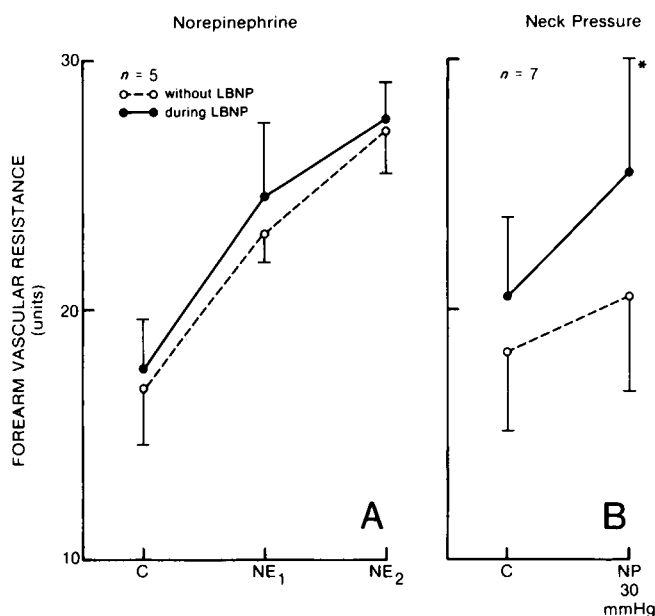 Norepinephrine
Neck Pressure
30
20
10
FOREARM VASCULAR RESISTANCE
(units)
n = 5
without LBNP
during LBNP
n = 7
*
A
B
C
NE1
NE2
C
NP
30
mmHg